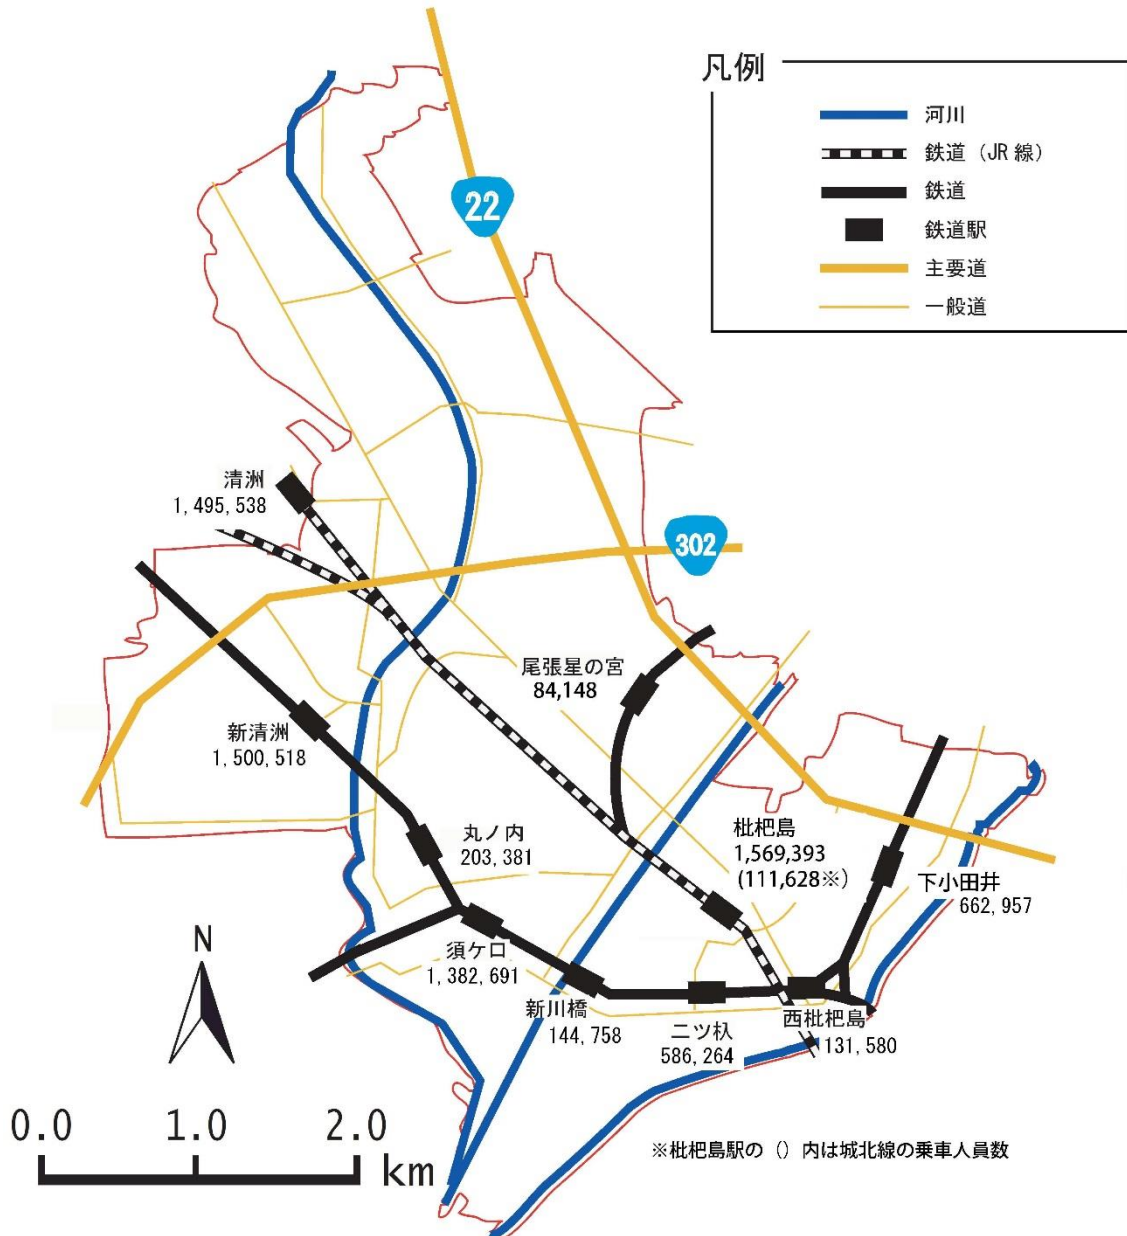 凡例
河川
鉄道（JR 線）
鉄道
鉄道駅
主要道
一般道
22
302
清洲
1,495,538
尾張星の宮
84,148
新清洲
1,500,518
丸ノ内
203,381
枇杷島
1,569,393
(111,628※)
下小田井
662,957
須ケ口
1,382,691
新川橋
144,758
二ツ杁
586,264
西枇杷島
131,580
N
0.0 1.0 2.0
km
※枇杷島駅の（）内は城北線の乗車人員数